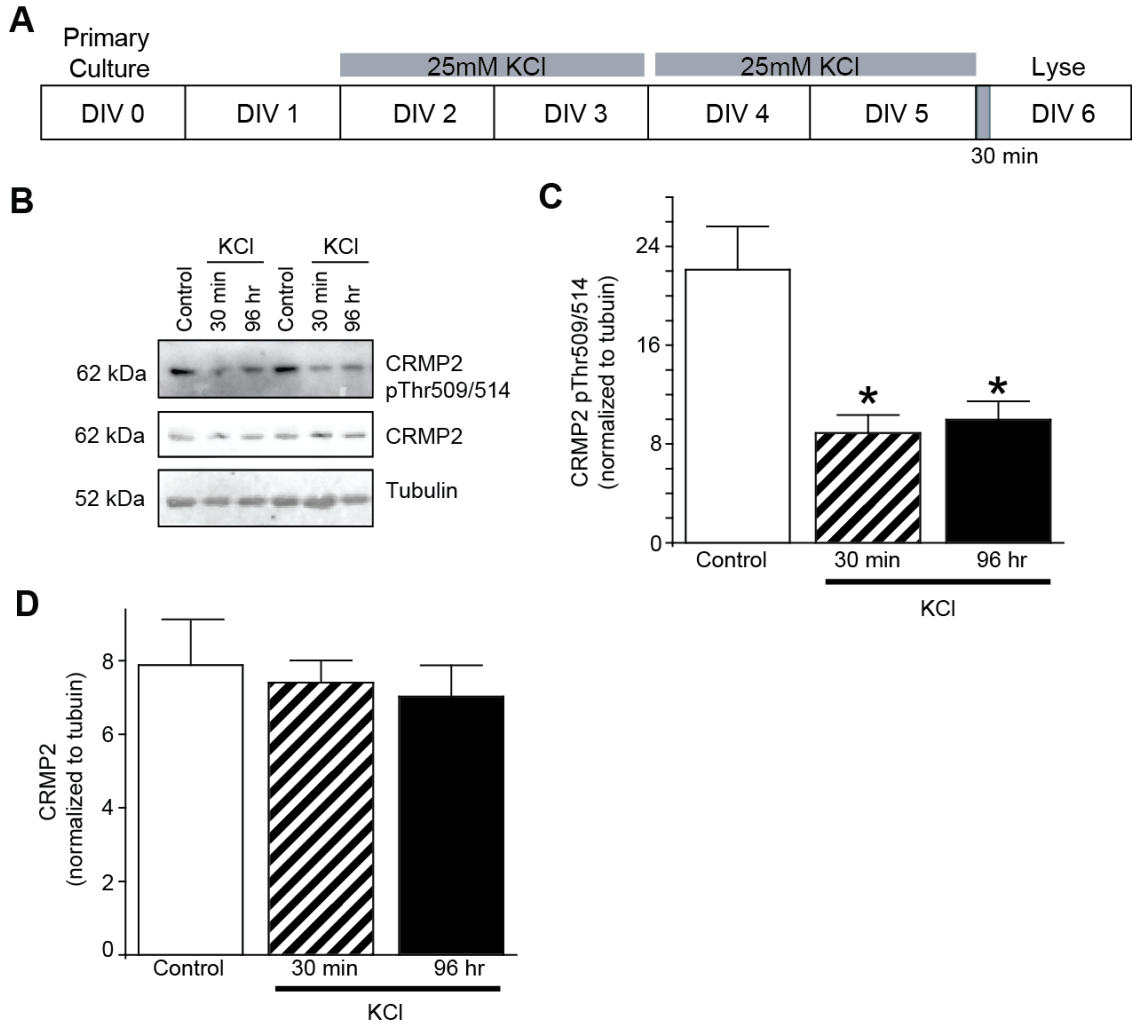 A
Primary
Culture
25mM KCl
25mM KCl
Lyse
DIV 0
DIV 1
DIV 2
DIV 3
DIV 4
DIV 5
DIV 6
30 min
B
KCl
KCl
Control
30 min
96 hr
Control
30 min
96 hr
62 kDa
CRMP2
pThr509/514
62 kDa
CRMP2
52 kDa
Tubulin
C
CRMP2 pThr509/514
(normalized to tubuin)
24
16
8
0
*
*
Control
30 min
96 hr
KCl
D
CRMP2
(normalized to tubuin)
8
6
4
2
0
Control
30 min
96 hr
KCl